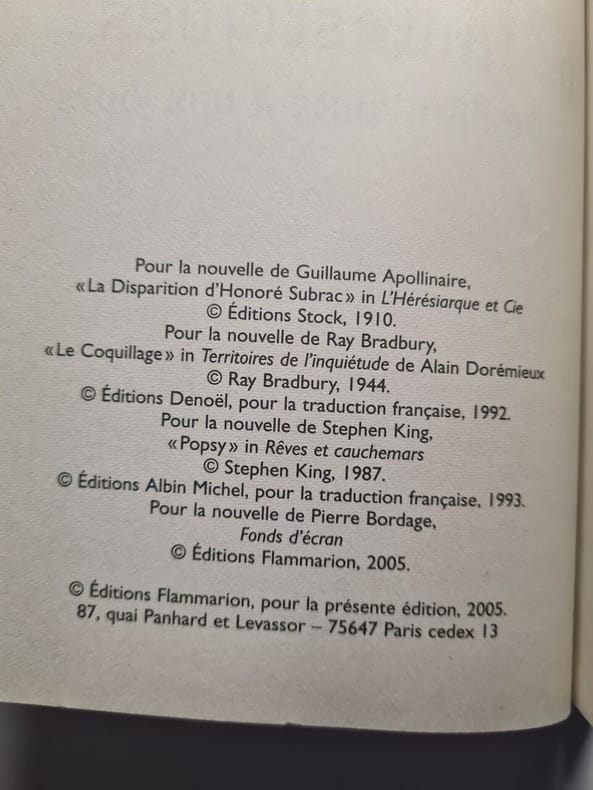 Pour la nouvelle de Guillaume Apollinaire,
«La Disparition d'Honoré Subrac» in L'Hérésiarque et Cie
© Éditions Stock, 1910.
Pour la nouvelle de Ray Bradbury,
«Le Coquillage» in Territoires de l'inquiétude de Alain Dorémieux
© Ray Bradbury, 1944.
© Éditions Denoël, pour la traduction française, 1992.
Pour la nouvelle de Stephen King,
«Popsy» in Rêves et cauchemars
© Stephen King, 1987.
© Éditions Albin Michel, pour la traduction française, 1993.
Pour la nouvelle de Pierre Bordage,
Fonds d'écran
© Éditions Flammarion, 2005.
© Éditions Flammarion, pour la présente édition, 2005.
87, quai Panhard et Levassor – 75647 Paris cedex 13